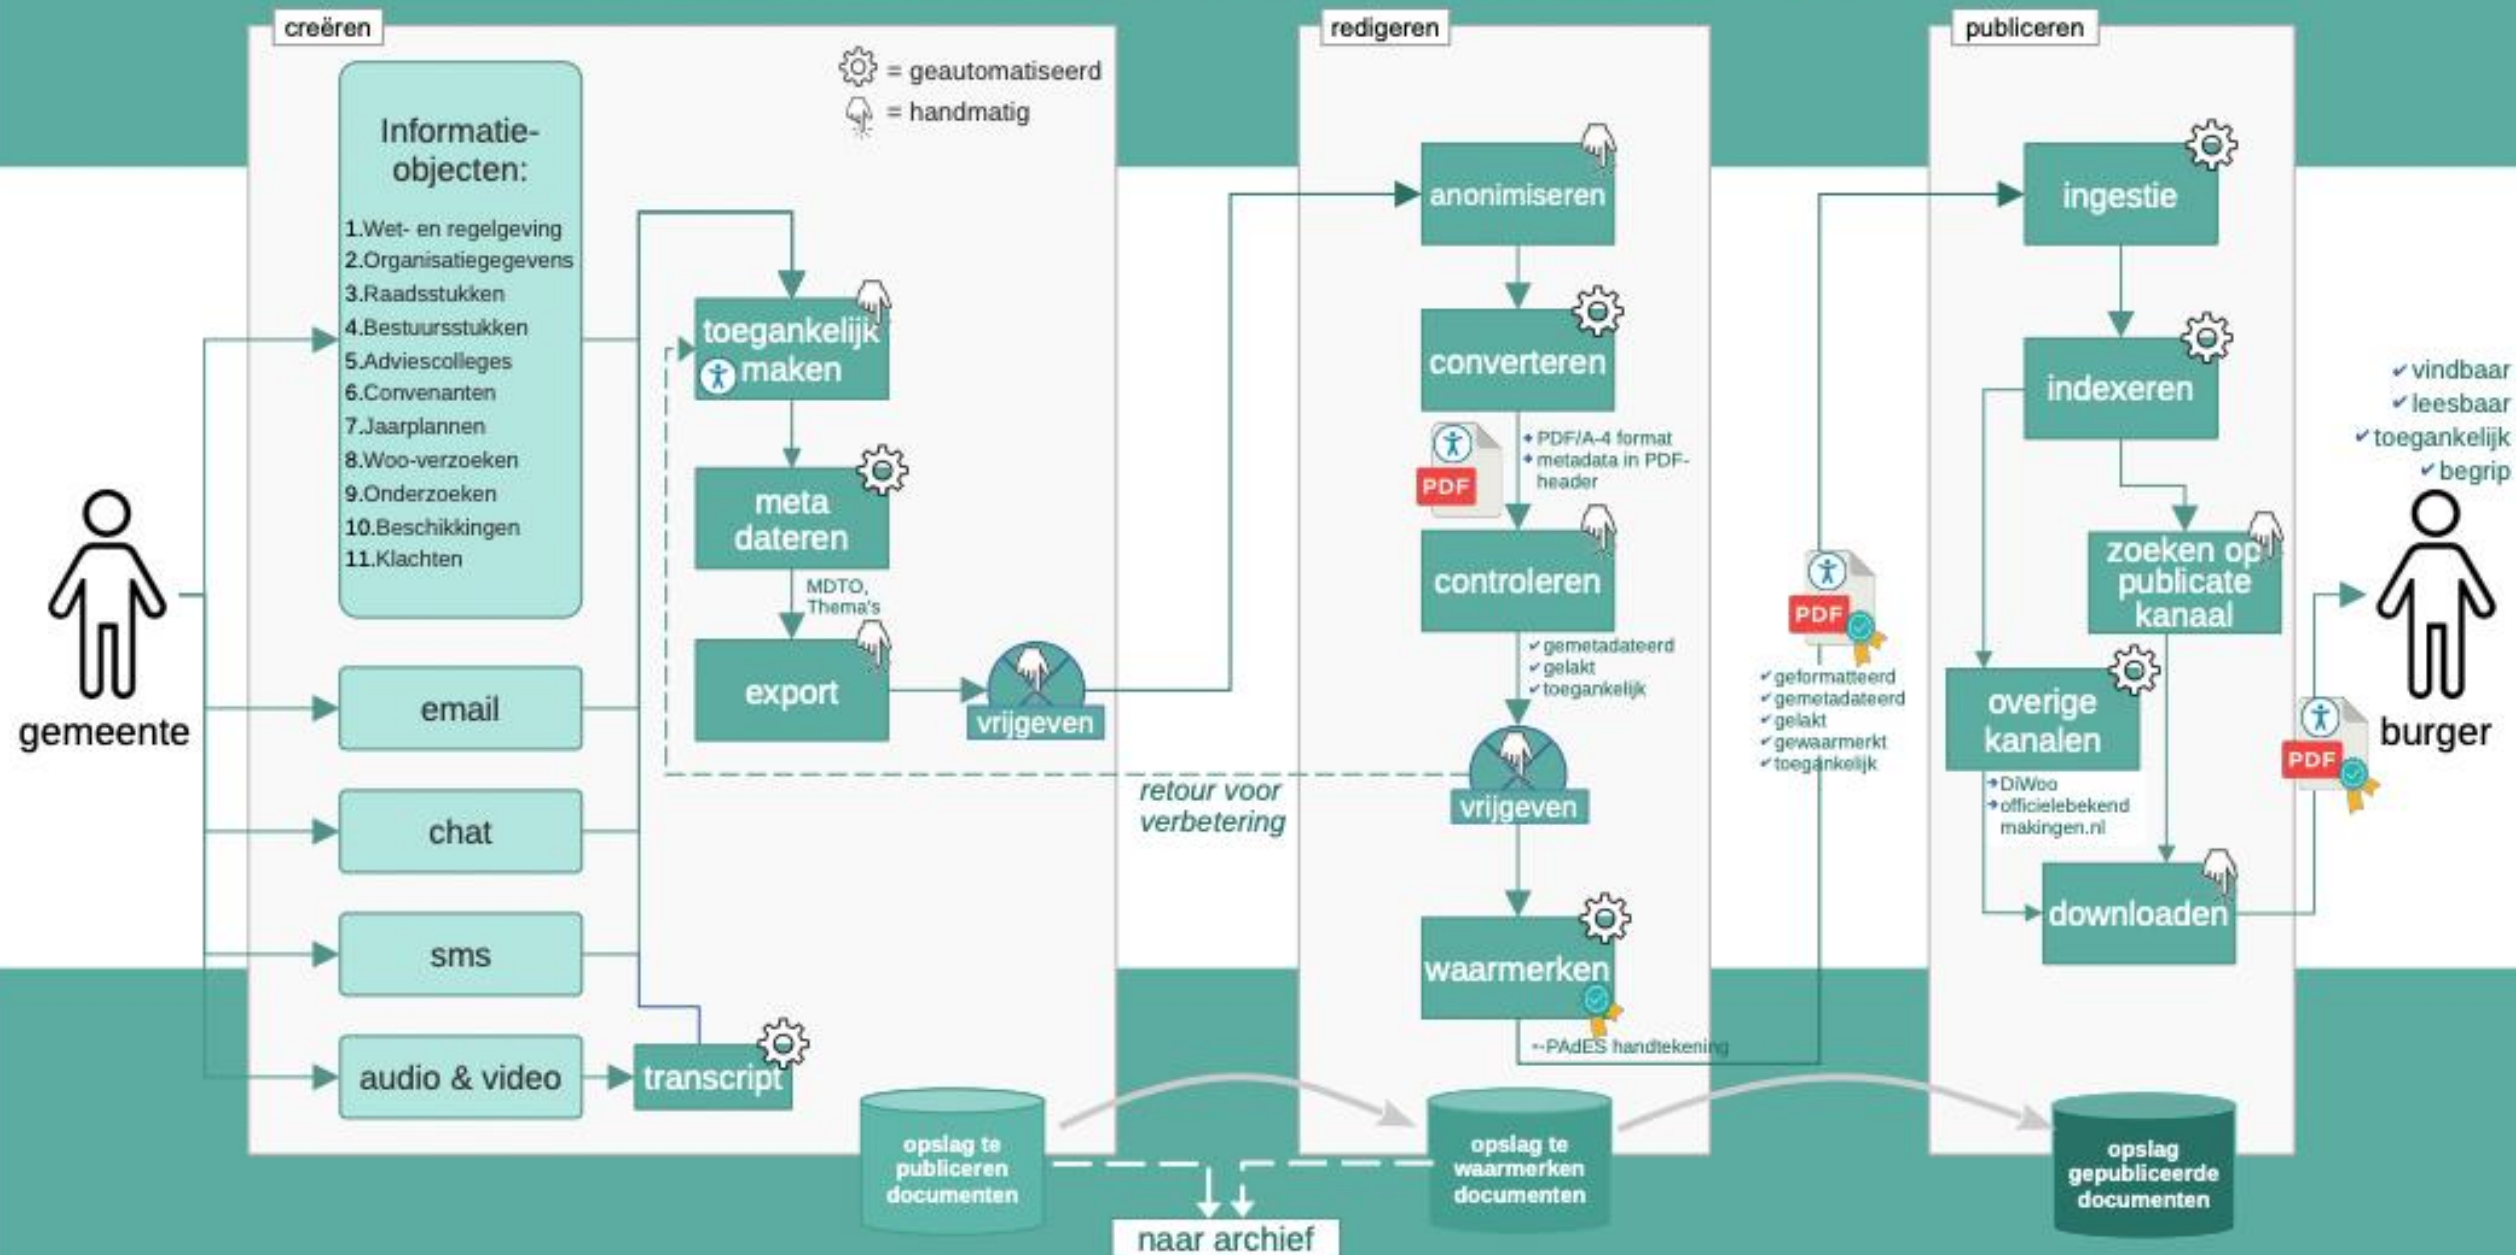 creëren
= geautomatiseerd
= handmatig
Informatie-
objecten:
1.Wet- en regelgeving
2.Organisatiegegevens
3.Raadsstukken
4.Bestuursstukken
5.Adviescolleges
6.Convenanten
7.Jaarplannen
8.Woo-verzoeken
9.Onderzoeken
10.Beschikkingen
11.Klachten
gemeente
email
chat
sms
audio & video
transcript
toegankelijk
maken
meta
dateren
MDTO,
Thema's
export
vrijgeven
retour voor
verbetering
opslag te
publiceren
documenten
naar archief
redigeren
anonimiseren
converteren
PDF
PDF/A-4 format
metadata in PDF-
header
controleren
gemetadateerd
gelakt
toegankelijk
vrijgeven
waarmerken
PAdES handtekening
opslag te
waarmerken
documenten
PDF
geformatteerd
gemetadateerd
gelakt
gewaarmerkt
toegankelijk
publiceren
ingestie
indexeren
zoeken op
publicate
kanaal
overige
kanalen
DiWoo
officielebekend
makingen.nl
downloaden
opslag
gepubliceerde
documenten
PDF
vindbaar
leesbaar
toegankelijk
begrip
burger